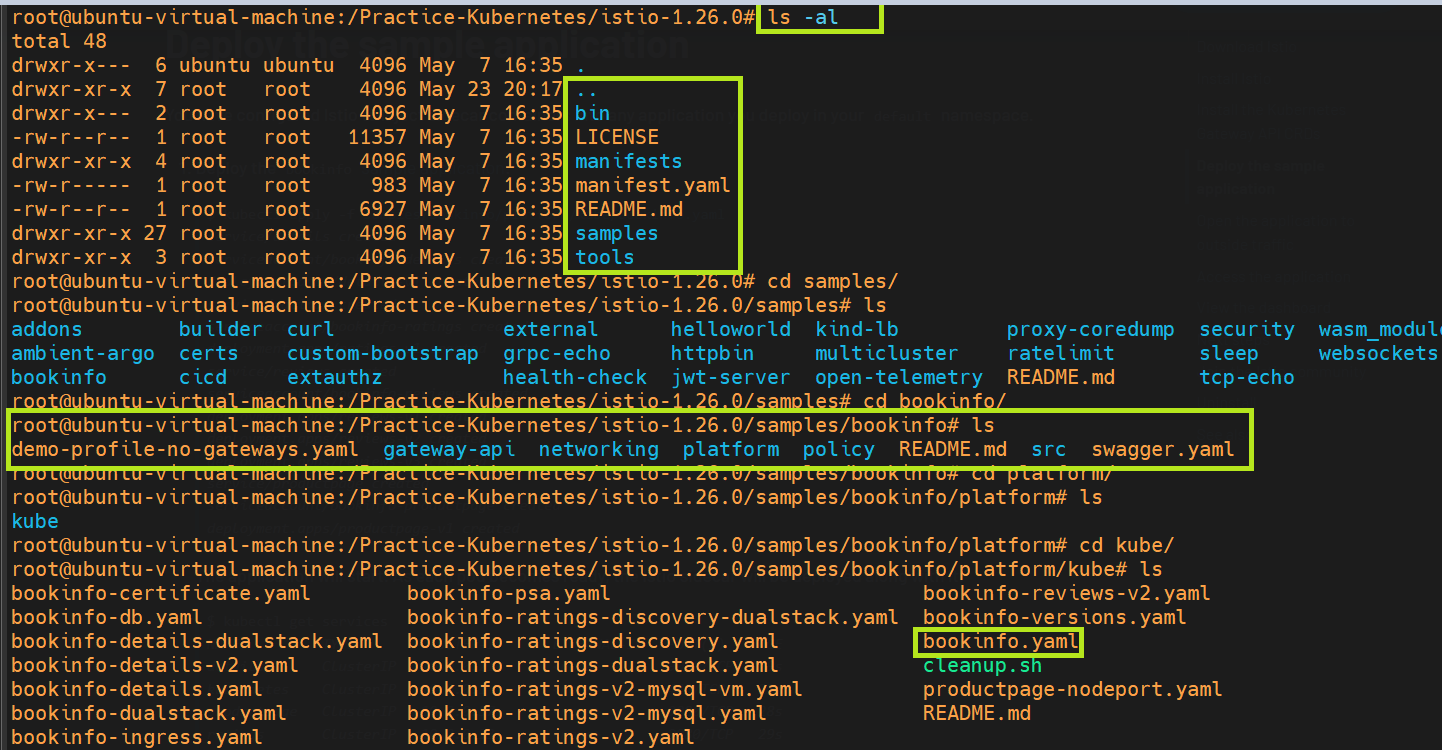 root@ubuntu-virtual-machine:/Practice-Kubernetes/istio-1.26.0# ls -al
total 48
drwxr-x---  6 ubuntu ubuntu  4096 May  7 16:35 .
drwxr-xr-x  7 root   root    4096 May 23 20:17 ..
drwxr-x---  2 root   root    4096 May  7 16:35 bin
-rw-r--r--  1 root   root   11357 May  7 16:35 LICENSE
drwxr-xr-x  4 root   root    4096 May  7 16:35 manifests
-rw-r-----  1 root   root     983 May  7 16:35 manifest.yaml
-rw-r--r--  1 root   root    6927 May  7 16:35 README.md
drwxr-xr-x 27 root   root    4096 May  7 16:35 samples
drwxr-xr-x  3 root   root    4096 May  7 16:35 tools
root@ubuntu-virtual-machine:/Practice-Kubernetes/istio-1.26.0# cd samples/
root@ubuntu-virtual-machine:/Practice-Kubernetes/istio-1.26.0/samples# ls
addons        builder  curl              external      helloworld  kind-lb         proxy-coredump  security  wasm_module
ambient-argo  certs    custom-bootstrap  grpc-echo     httpbin     multicluster    ratelimit       sleep     websockets
bookinfo      cicd     extauthz          health-check  jwt-server  open-telemetry  README.md       tcp-echo
root@ubuntu-virtual-machine:/Practice-Kubernetes/istio-1.26.0/samples# cd bookinfo/
root@ubuntu-virtual-machine:/Practice-Kubernetes/istio-1.26.0/samples/bookinfo# ls
demo-profile-no-gateways.yaml  gateway-api  networking  platform  policy  README.md  src  swagger.yaml
root@ubuntu-virtual-machine:/Practice-Kubernetes/istio-1.26.0/samples/bookinfo# cd platform/
root@ubuntu-virtual-machine:/Practice-Kubernetes/istio-1.26.0/samples/bookinfo/platform# ls
kube
root@ubuntu-virtual-machine:/Practice-Kubernetes/istio-1.26.0/samples/bookinfo/platform# cd kube/
root@ubuntu-virtual-machine:/Practice-Kubernetes/istio-1.26.0/samples/bookinfo/platform/kube# ls
bookinfo-certificate.yaml        bookinfo-psa.yaml                          bookinfo-reviews-v2.yaml
bookinfo-db.yaml                 bookinfo-ratings-discovery-dualstack.yaml  bookinfo-versions.yaml
bookinfo-details-dualstack.yaml  bookinfo-ratings-discovery.yaml            bookinfo.yaml
bookinfo-details-v2.yaml         bookinfo-ratings-dualstack.yaml            cleanup.sh
bookinfo-details.yaml            bookinfo-ratings-v2-mysql-vm.yaml          productpage-nodeport.yaml
bookinfo-dualstack.yaml          bookinfo-ratings-v2-mysql.yaml             README.md
bookinfo-ingress.yaml            bookinfo-ratings-v2.yaml